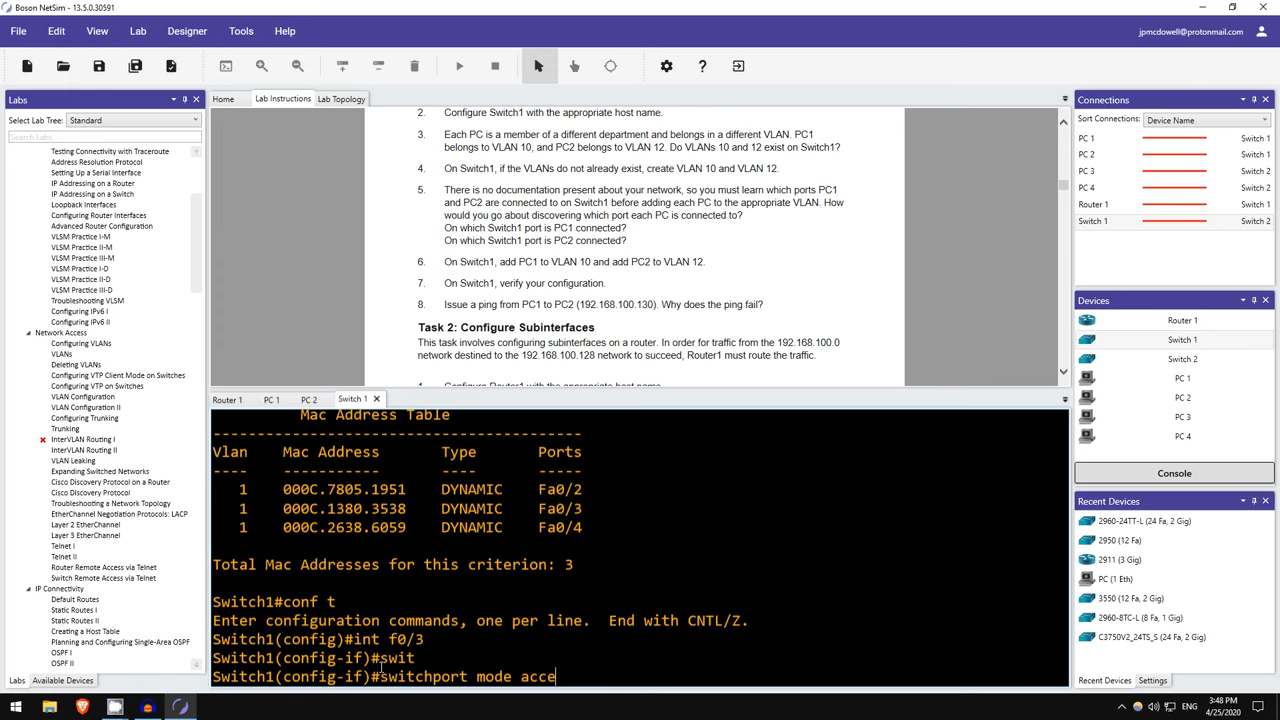 Boson NetSim - 13.5.0.30591
File Edit View Lab Designer Tools Help
jpmcdowell@protonmail.com
Labs
Select Lab Tree: Standard
Search Labs
Testing Connectivity with Traceroute
Address Resolution Protocol
Setting Up a Serial Interface
IP Addressing on a Router
IP Addressing on a Switch
Loopback Interfaces
Configuring Router Interfaces
Advanced Router Configuration
VLSM Practice I-M
VLSM Practice II-M
VLSM Practice III-M
VLSM Practice I-D
VLSM Practice II-D
VLSM Practice III-D
Troubleshooting VLSM
Configuring IPv6 I
Configuring IPv6 II
Network Access
Configuring VLANs
VLANs
Deleting VLANs
Configuring VTP Client Mode on Switches
Configuring VTP on Switches
VLAN Configuration
VLAN Configuration II
Configuring Trunking
Trunking
InterVLAN Routing I
InterVLAN Routing II
VLAN Leaking
Expanding Switched Networks
Cisco Discovery Protocol on a Router
Cisco Discovery Protocol
Troubleshooting a Network Topology
EtherChannel Negotiation Protocols: LACP
Layer 2 EtherChannel
Layer 3 EtherChannel
Telnet I
Telnet II
Router Remote Access via Telnet
Switch Remote Access via Telnet
IP Connectivity
Default Routes
Static Routes I
Static Routes II
Creating a Host Table
Planning and Configuring Single-Area OSPF
OSPF I
OSPF II
Labs Available Devices
Home Lab Instructions Lab Topology
2. Configure Switch1 with the appropriate host name.
3. Each PC is a member of a different department and belongs in a different VLAN. PC1
belongs to VLAN 10, and PC2 belongs to VLAN 12. Do VLANs 10 and 12 exist on Switch1?
4. On Switch1, if the VLANs do not already exist, create VLAN 10 and VLAN 12.
5. There is no documentation present about your network, so you must learn which ports PC1
and PC2 are connected to on Switch1 before adding each PC to the appropriate VLAN. How
would you go about discovering which port each PC is connected to?
On which Switch1 port is PC1 connected?
On which Switch1 port is PC2 connected?
6. On Switch1, add PC1 to VLAN 10 and add PC2 to VLAN 12.
7. On Switch1, verify your configuration.
8. Issue a ping from PC1 to PC2 (192.168.100.130). Why does the ping fail?
Task 2: Configure Subinterfaces
This task involves configuring subinterfaces on a router. In order for traffic from the 192.168.100.0
network destined to the 192.168.100.128 network to succeed, Router1 must route the traffic.
1. Configure Router1 with the appropriate host name.
Router 1 PC 1 PC 2 Switch 1
Mac Address Table
-------------------------------------------
Vlan Mac Address Type Ports
---- ----------- ---- -----
1 000C.7805.1951 DYNAMIC Fa0/2
1 000C.1380.3538 DYNAMIC Fa0/3
1 000C.2638.6059 DYNAMIC Fa0/4
Total Mac Addresses for this criterion: 3
Switch1#conf t
Enter configuration commands, one per line. End with CNTL/Z.
Switch1(config)#int f0/3
Switch1(config-if)#swit
Switch1(config-if)#switchport mode acce
Connections
Sort Connections: Device Name
PC 1 Switch 1
PC 2 Switch 1
PC 3 Switch 2
PC 4 Switch 2
Router 1 Switch 1
Switch 1 Switch 2
Devices
Router 1
Switch 1
Switch 2
PC 1
PC 2
PC 3
PC 4
Console
Recent Devices
2960-24TT-L (24 Fa, 2 Gig)
2950 (12 Fa)
2911 (3 Gig)
PC (1 Eth)
3550 (12 Fa, 2 Gig)
2960-8TC-L (8 Fa, 1 Gig)
C3750V2_24TS_S (24 Fa, 2 Gig)
Recent Devices Settings
ENG
3:48 PM
4/25/2020